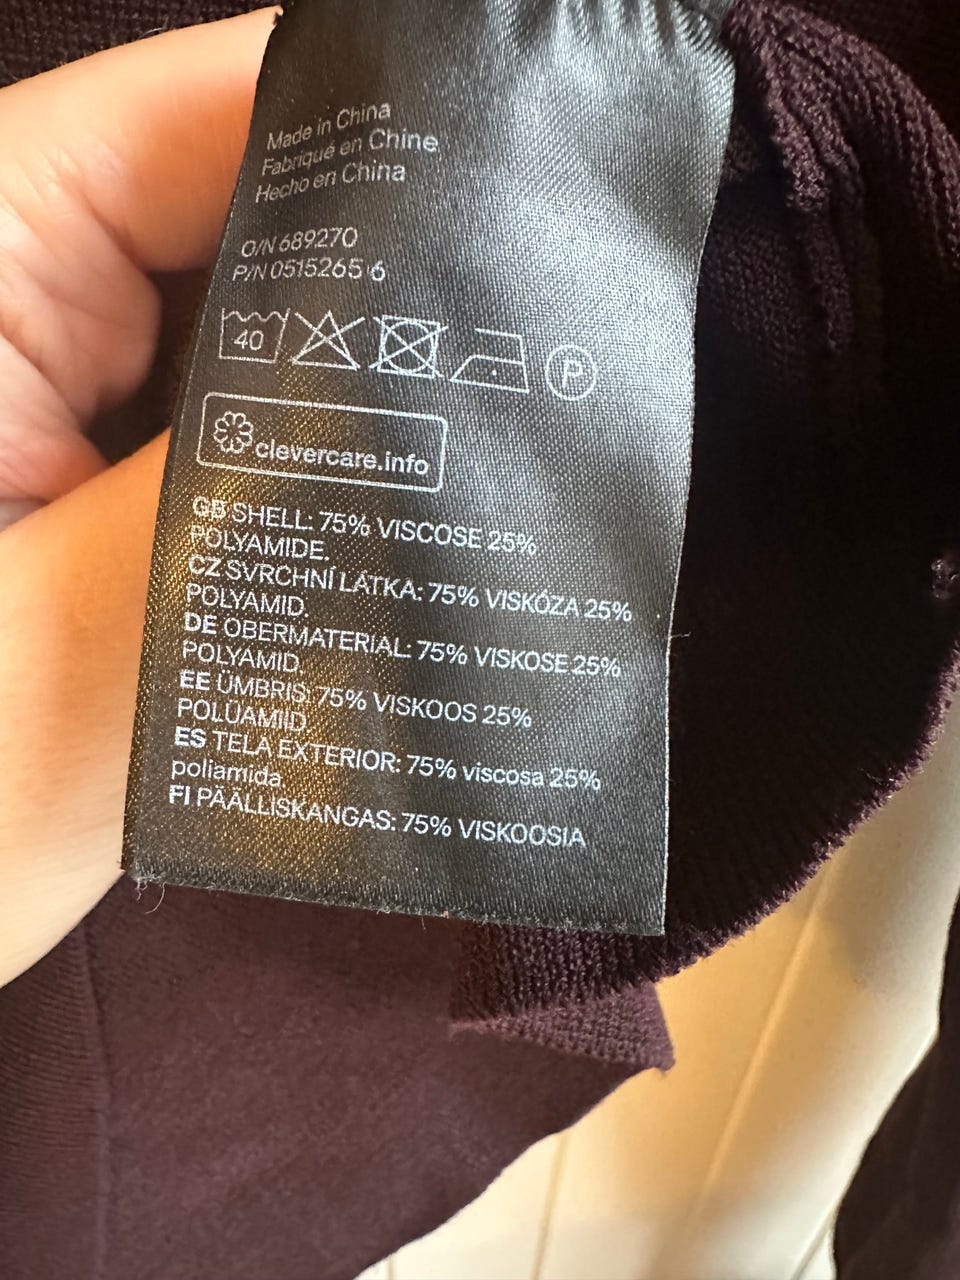 Made in China
Fabriqué en Chine
Hecho en China
O/N 689270
P/N 0515265 6
40
P
clevercare.info
GB SHELL: 75% VISCOSE 25%
POLYAMIDE.
CZ SVRCHNÍ LÁTKA: 75% VISKÓZA 25%
POLYAMID.
DE OBERMATERIAL: 75% VISKOSE 25%
POLYAMID
EE ÜMBRIS: 75% VISKOOS 25%
POLÜAMIID
ES TELA EXTERIOR: 75% viscosa 25%
poliamida
FI PÄÄLLISKANGAS: 75% VISKOOSIA